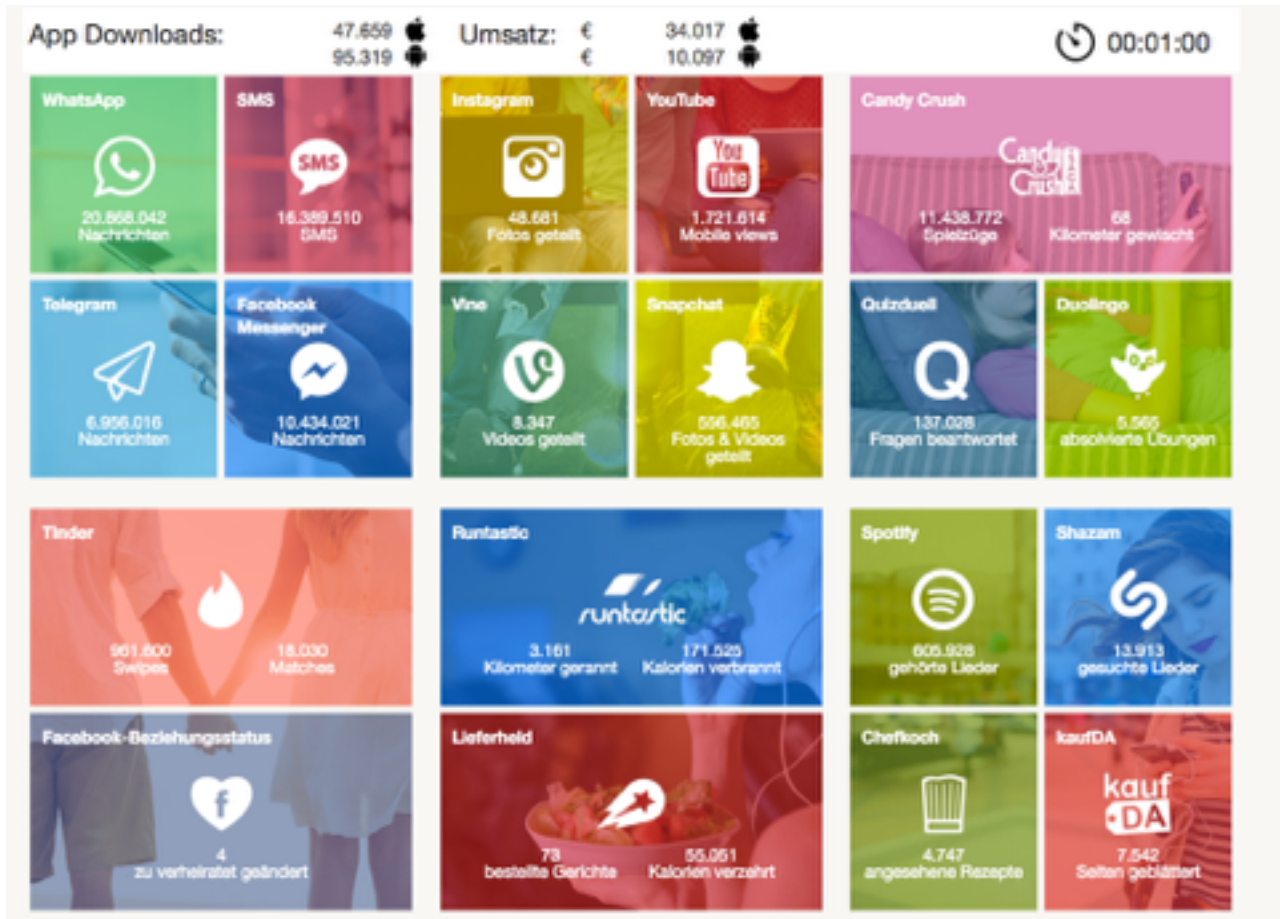 App Downloads:
47.659
95.319
Umsatz:
€ 34.017
€ 10.097
00:01:00
WhatsApp
20.868.042
Nachrichten
SMS
SMS
16.389.510
SMS
Instagram
48.681
Fotos geteilt
YouTube
You
Tube
1.721.614
Mobile views
Candy Crush
Candy
Crush
11.438.772
Spielzüge
68
Kilometer gewischt
Telegram
6.956.016
Nachrichten
Facebook
Messenger
10.434.021
Nachrichten
Vine
8.347
Videos geteilt
Snapchat
556.465
Fotos & Videos
geteilt
Quizduell
Q
137.028
Fragen beantwortet
Duolingo
5.565
absolvierte Übungen
Tinder
961.600
Swipes
18.030
Matches
Runtastic
runtastic
3.161
Kilometer gerannt
171.525
Kalorien verbrannt
Spotify
605.928
gehörte Lieder
Shazam
13.913
gesuchte Lieder
Facebook-Beziehungsstatus
f
4
zu verheiratet geändert
Lieferheld
73
bestellte Gerichte
55.051
Kalorien verzehrt
Chefkoch
4.747
angesehene Rezepte
kaufDA
kauf
DA
7.542
Seiten geblättert